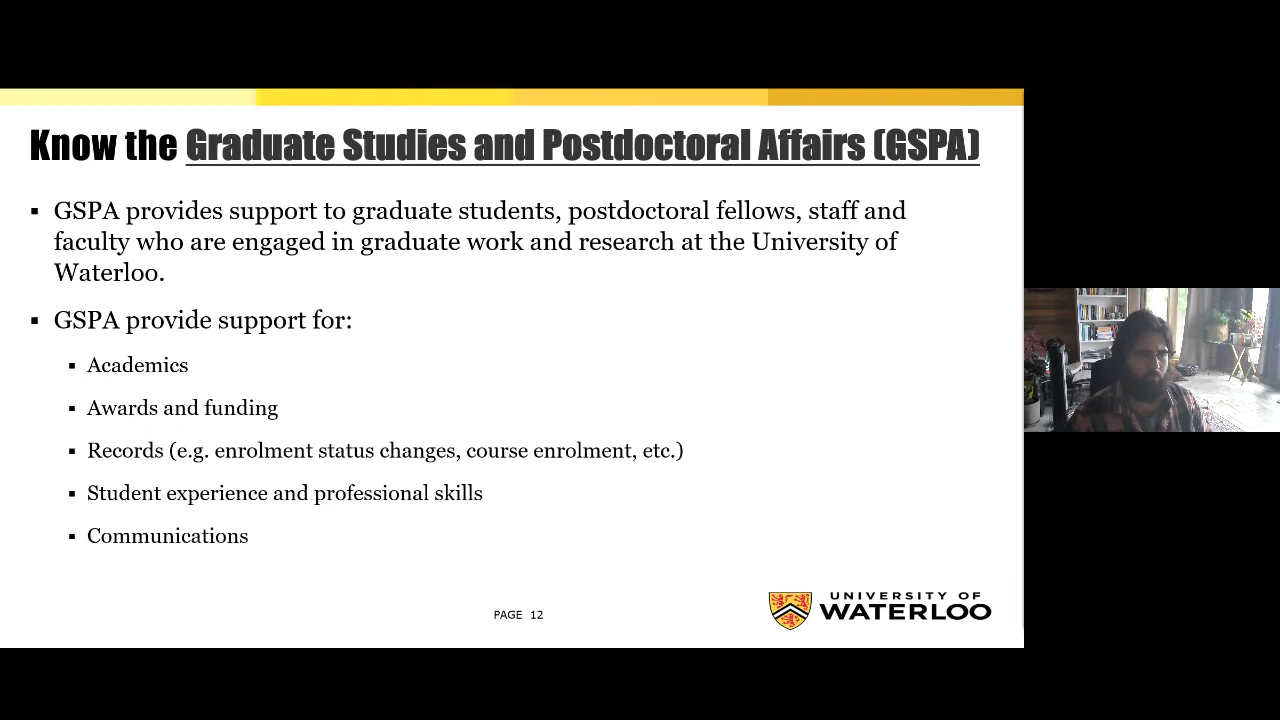 Know the Graduate Studies and Postdoctoral Affairs (GSPA)
▪ GSPA provides support to graduate students, postdoctoral fellows, staff and
faculty who are engaged in graduate work and research at the University of
Waterloo.
▪ GSPA provide support for:
▪ Academics
▪ Awards and funding
▪ Records (e.g. enrolment status changes, course enrolment, etc.)
▪ Student experience and professional skills
▪ Communications
PAGE 12
UNIVERSITY OF
WATERLOO